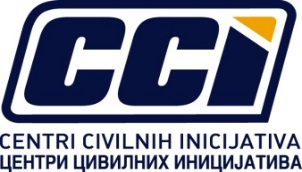 CCI
CENTRI CIVILNIH INICIJATIVA
ЦЕНТРИ ЦИВИЛНИХ ИНИЦИЈАТИВА